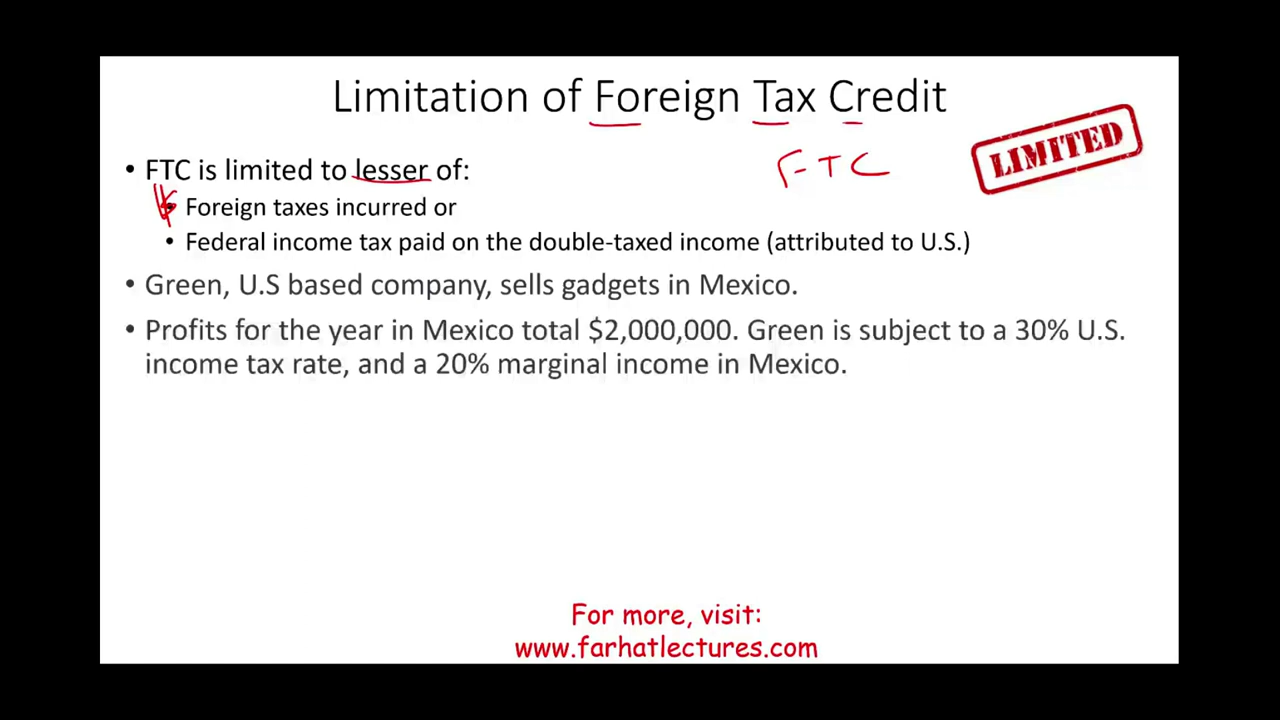 Limitation of Foreign Tax Credit
• FTC is limited to lesser of:
FTC
LIMITED
• Foreign taxes incurred or
• Federal income tax paid on the double-taxed income (attributed to U.S.)
• Green, U.S based company, sells gadgets in Mexico.
• Profits for the year in Mexico total $2,000,000. Green is subject to a 30% U.S.
income tax rate, and a 20% marginal income in Mexico.
For more, visit:
www.farhatlectures.com